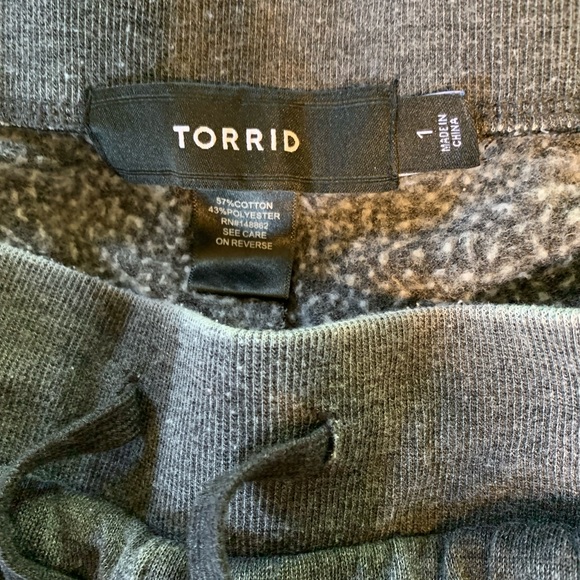 TORRID
1
MADE IN
CHINA
57%COTTON
43%POLYESTER
RN#148862
SEE CARE
ON REVERSE